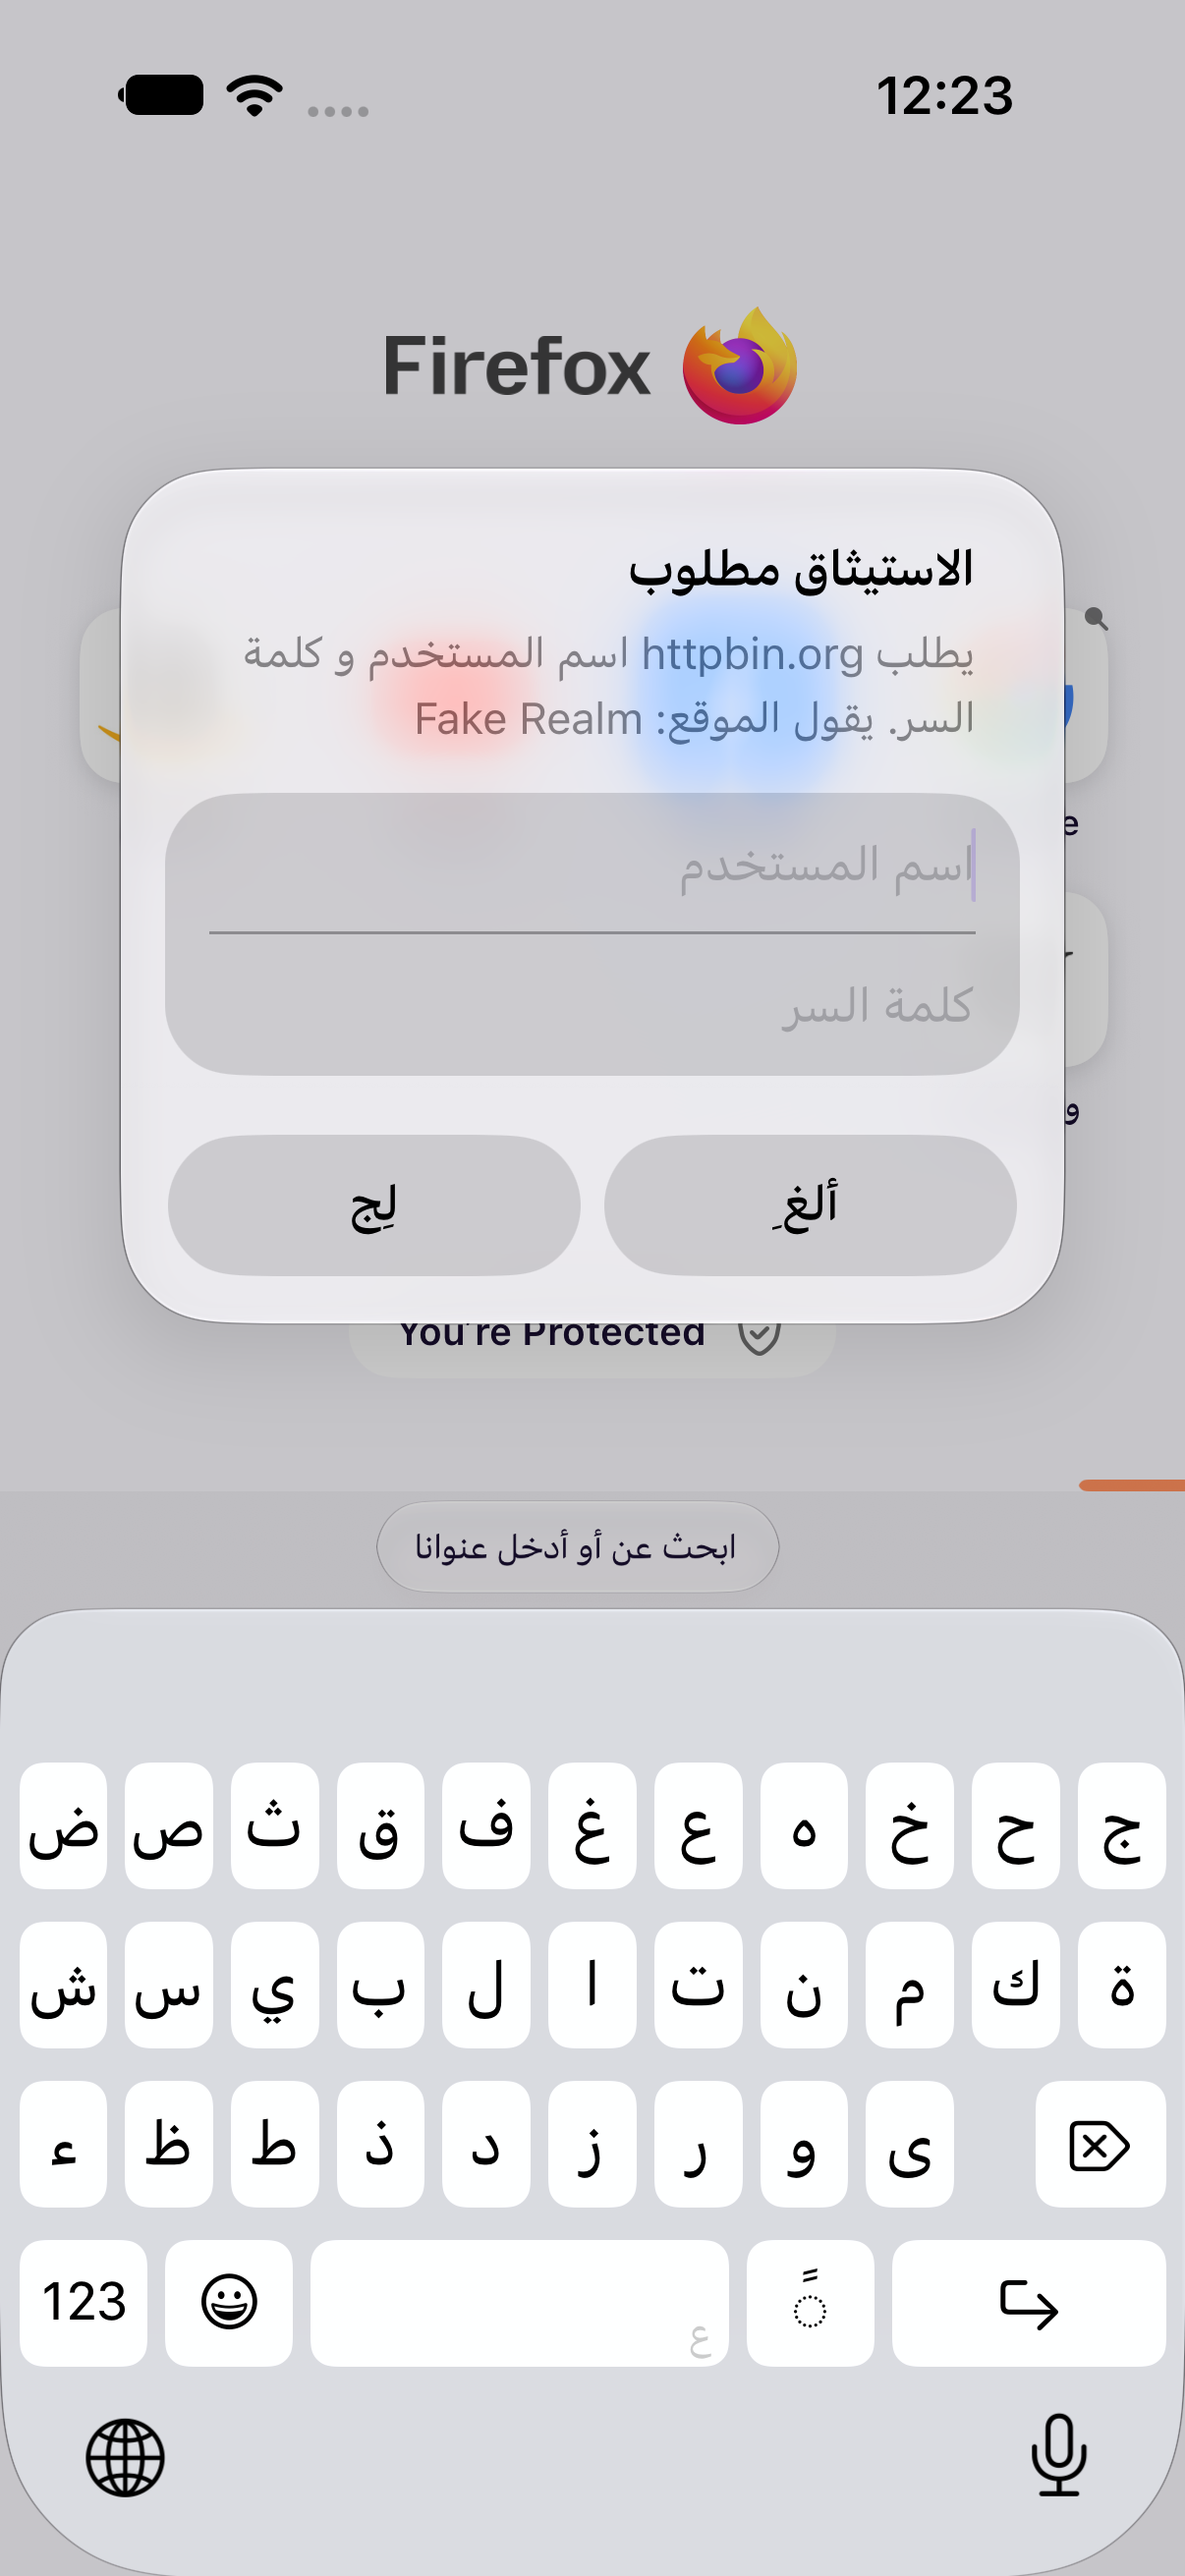 12:23
Firefox
الاستيثاق مطلوب
يطلب httpbin.org اسم المستخدم و كلمة
السر. يقول الموقع: Fake Realm
اسم المستخدم
كلمة السر
ألغِ
لِج
You're Protected
ابحث عن أو أدخل عنوانا
ض ص ث ق ف غ ع ه خ ح ج
ش س ي ب ل ا ت ن م ك ة
ء ظ ط ذ د ز ر و ى
123
ع